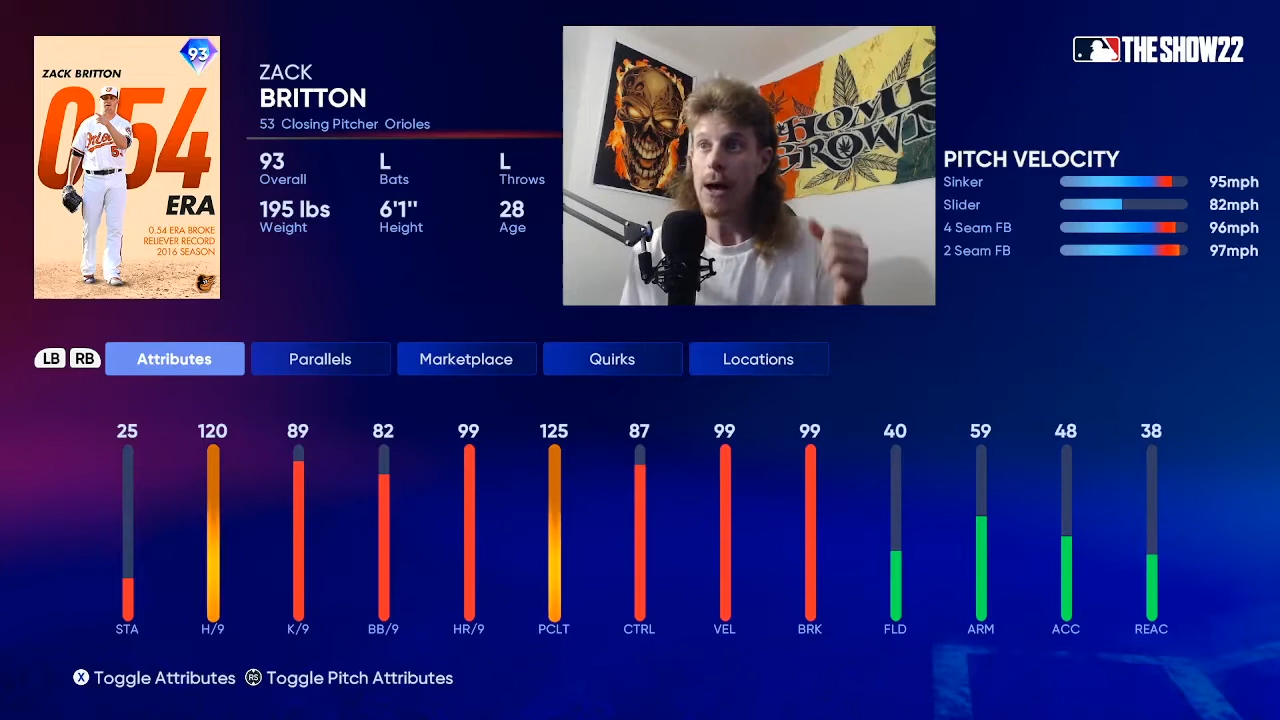 93
ZACK BRITTON
0.54
ERA
0.54 ERA BROKE
RELIEVER RECORD
2016 SEASON
ZACK
BRITTON
53 Closing Pitcher Orioles
93 L L
Overall Bats Throws
195 lbs 6'1" 28
Weight Height Age
HOME
GROWN
THE SHOW22
PITCH VELOCITY
Sinker 95mph
Slider 82mph
4 Seam FB 96mph
2 Seam FB 97mph
LB RB Attributes Parallels Marketplace Quirks Locations
25 120 89 82 99 125 87 99 99 40 59 48 38
STA H/9 K/9 BB/9 HR/9 PCLT CTRL VEL BRK FLD ARM ACC REAC
X Toggle Attributes RS Toggle Pitch Attributes